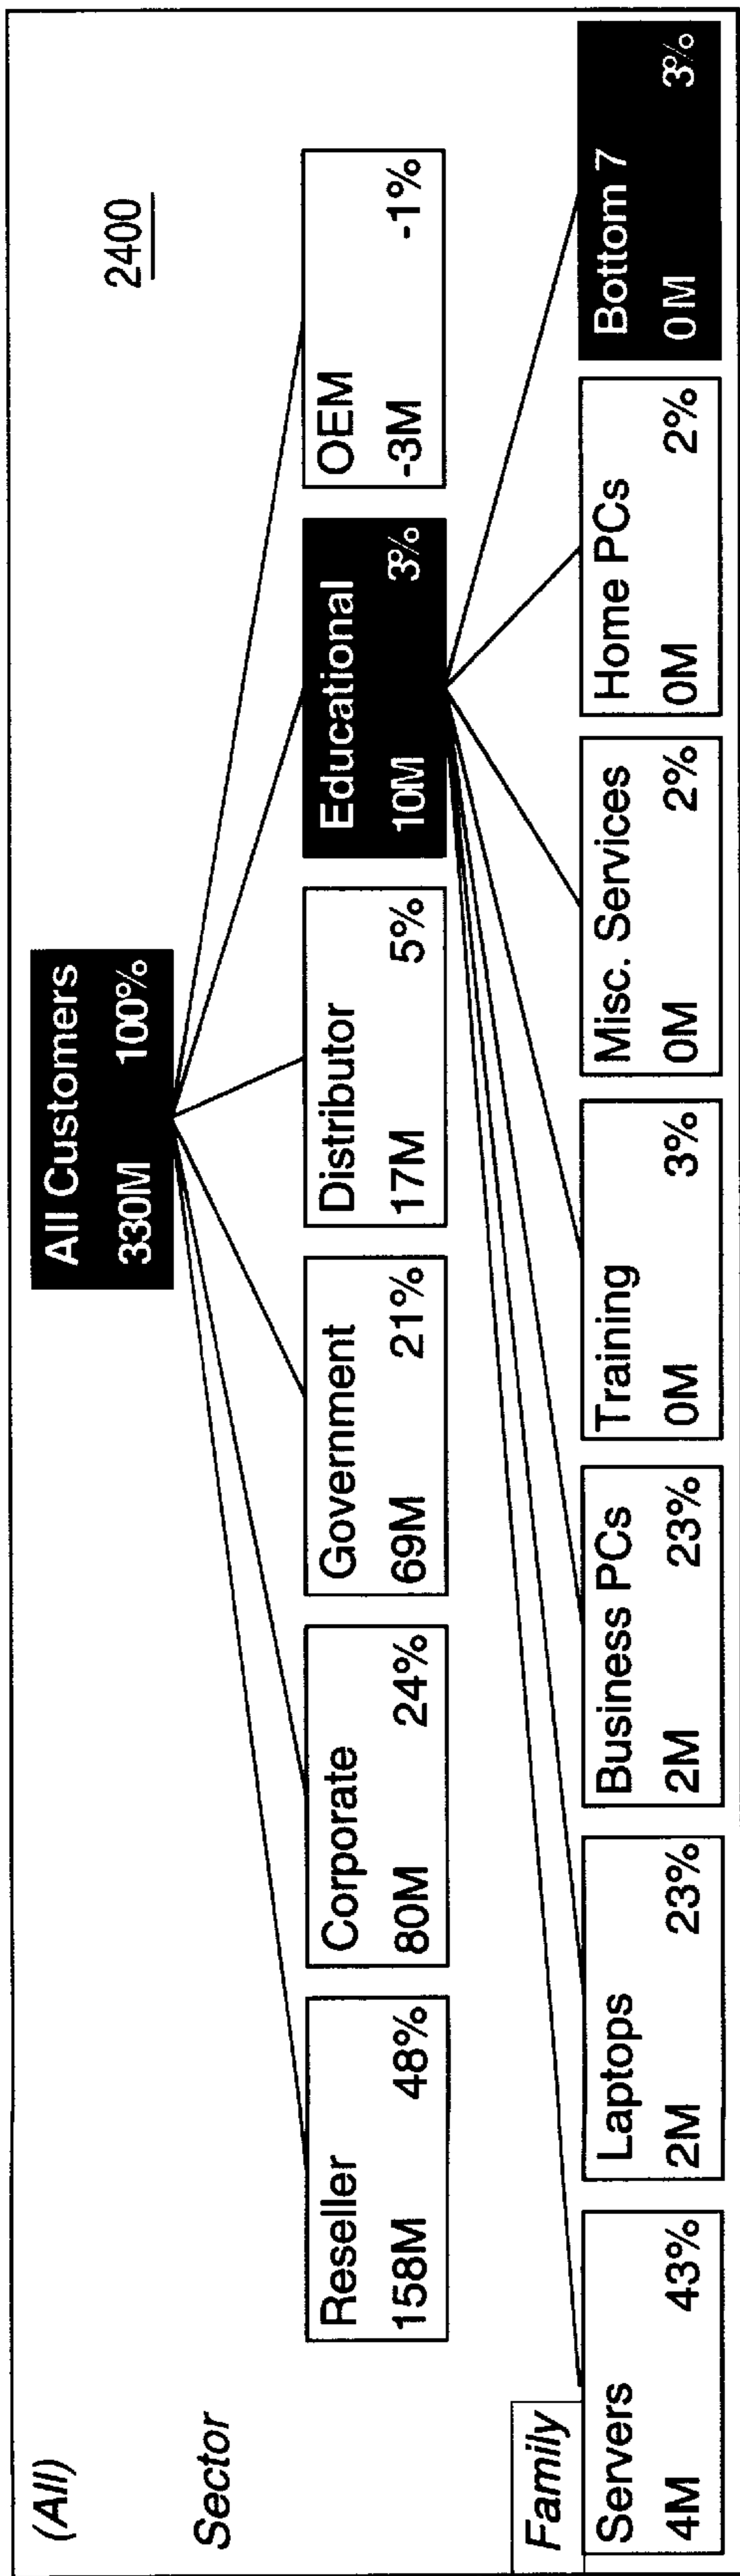 (All)
All Customers
330M 100%
2400
Sector
Reseller
158M 48%
Corporate
80M 24%
Government
69M 21%
Distributor
17M 5%
Educational
10M 3%
OEM
-3M -1%
Family
Servers
4M 43%
Laptops
2M 23%
Business PCs
2M 23%
Training
0M 3%
Misc. Services
0M 2%
Home PCs
0M 2%
Bottom 7
0M 3%